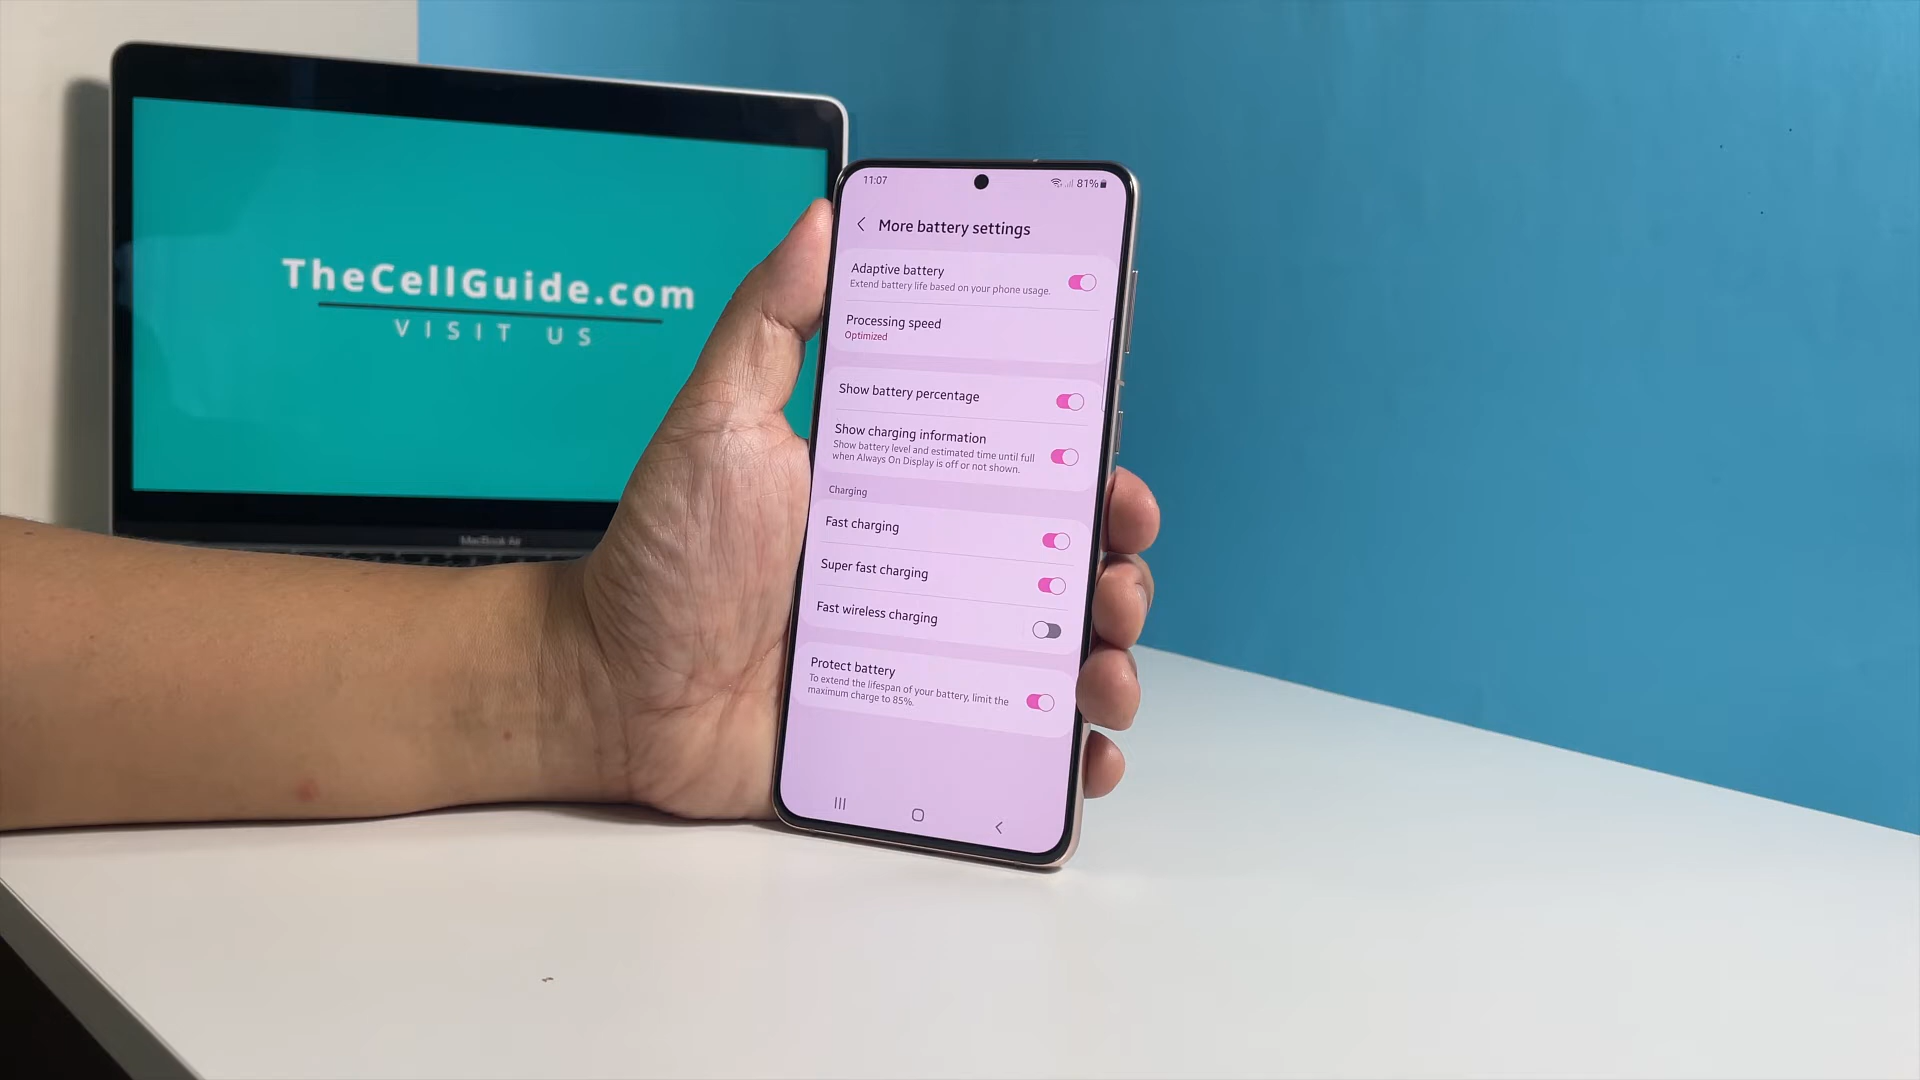 TheCellGuide.com
VISIT US
MacBook Air
11:07
81%
More battery settings
Adaptive battery
Extend battery life based on your phone usage.
Processing speed
Optimized
Show battery percentage
Show charging information
Show battery level and estimated time until full
when Always On Display is off or not shown.
Charging
Fast charging
Super fast charging
Fast wireless charging
Protect battery
To extend the lifespan of your battery, limit the
maximum charge to 85%.